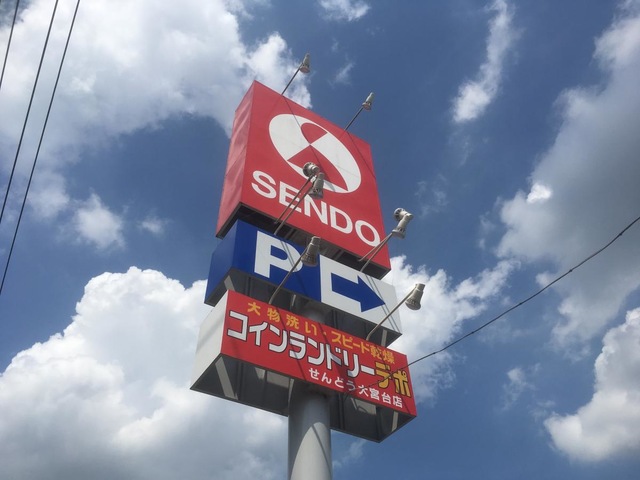 SENDO
P
大物洗い・スピード乾燥
コインランドリーデポ
せんどう大宮台店